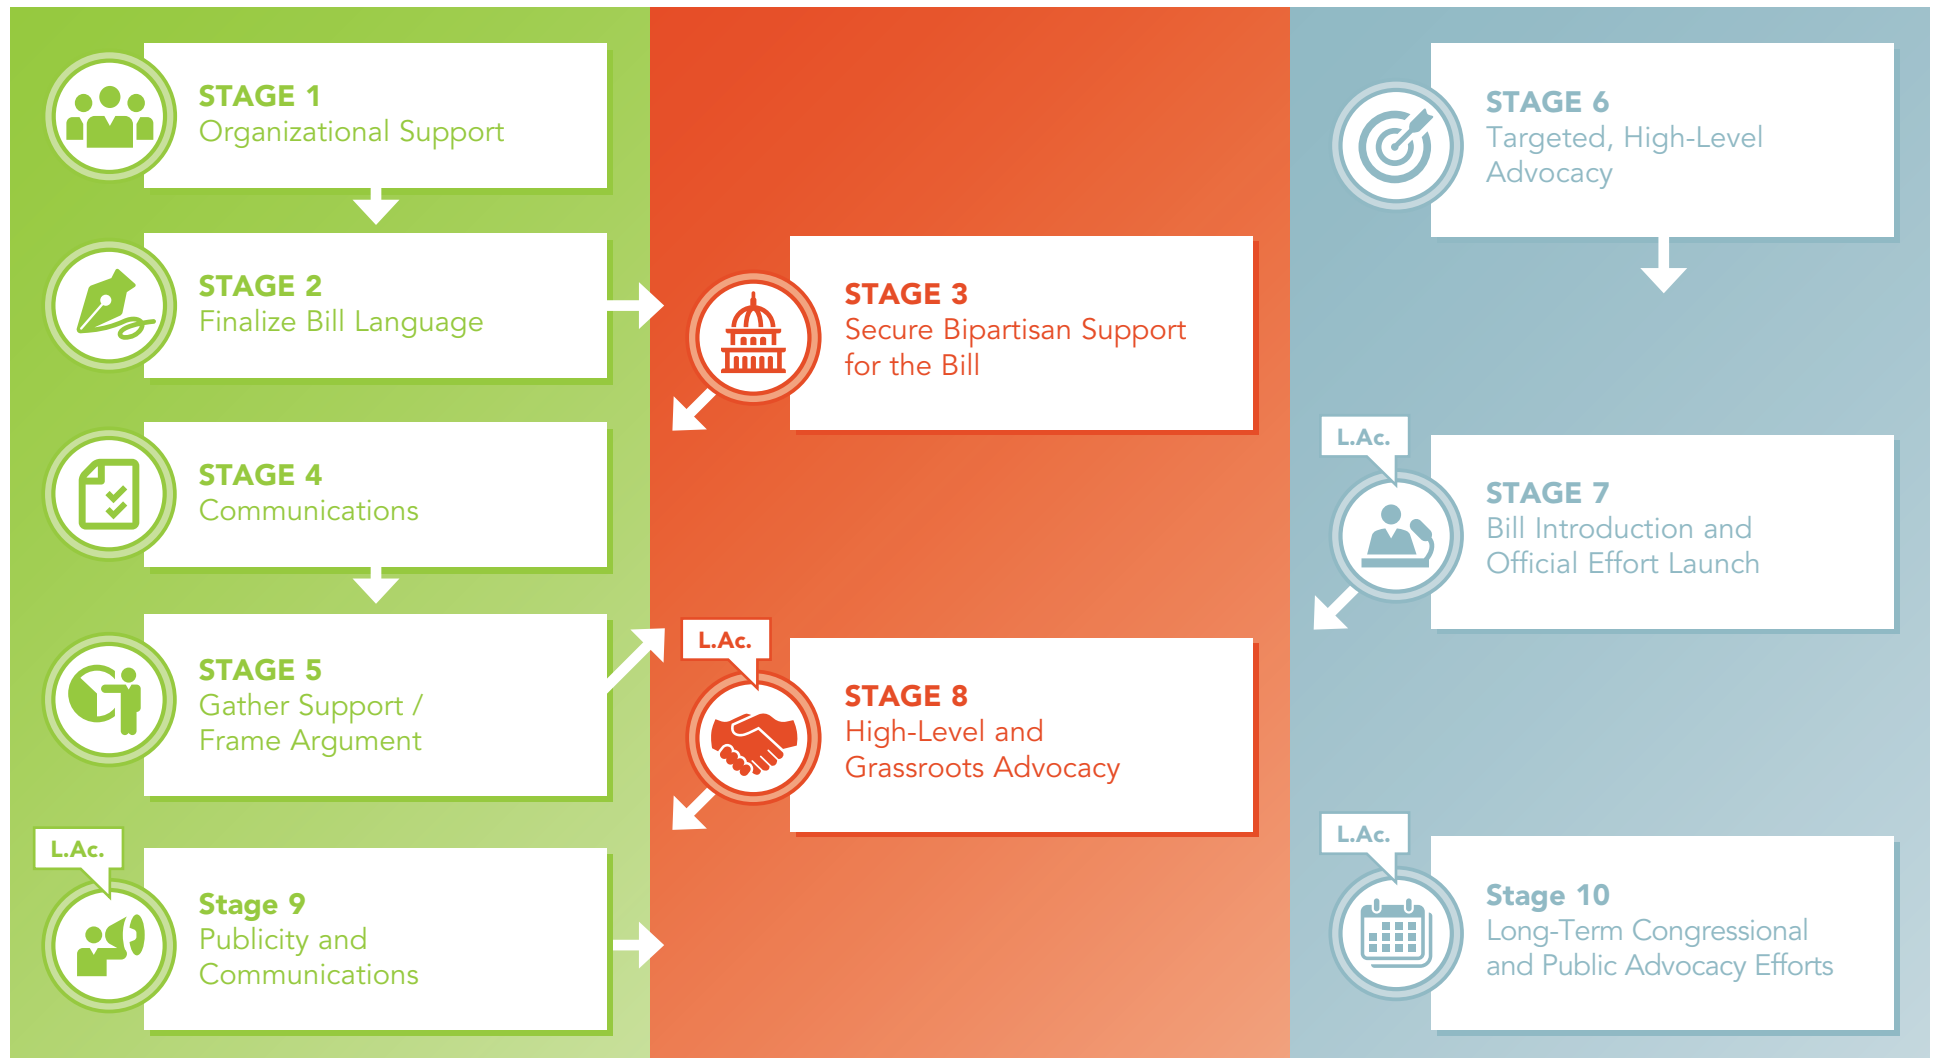 STAGE 1
Organizational Support
STAGE 2
Finalize Bill Language
STAGE 3
Secure Bipartisan Support
for the Bill
STAGE 4
Communications
STAGE 5
Gather Support /
Frame Argument
STAGE 6
Targeted, High-Level
Advocacy
L.Ac.
STAGE 7
Bill Introduction and
Official Effort Launch
L.Ac.
STAGE 8
High-Level and
Grassroots Advocacy
L.Ac.
Stage 9
Publicity and
Communications
L.Ac.
Stage 10
Long-Term Congressional
and Public Advocacy Efforts